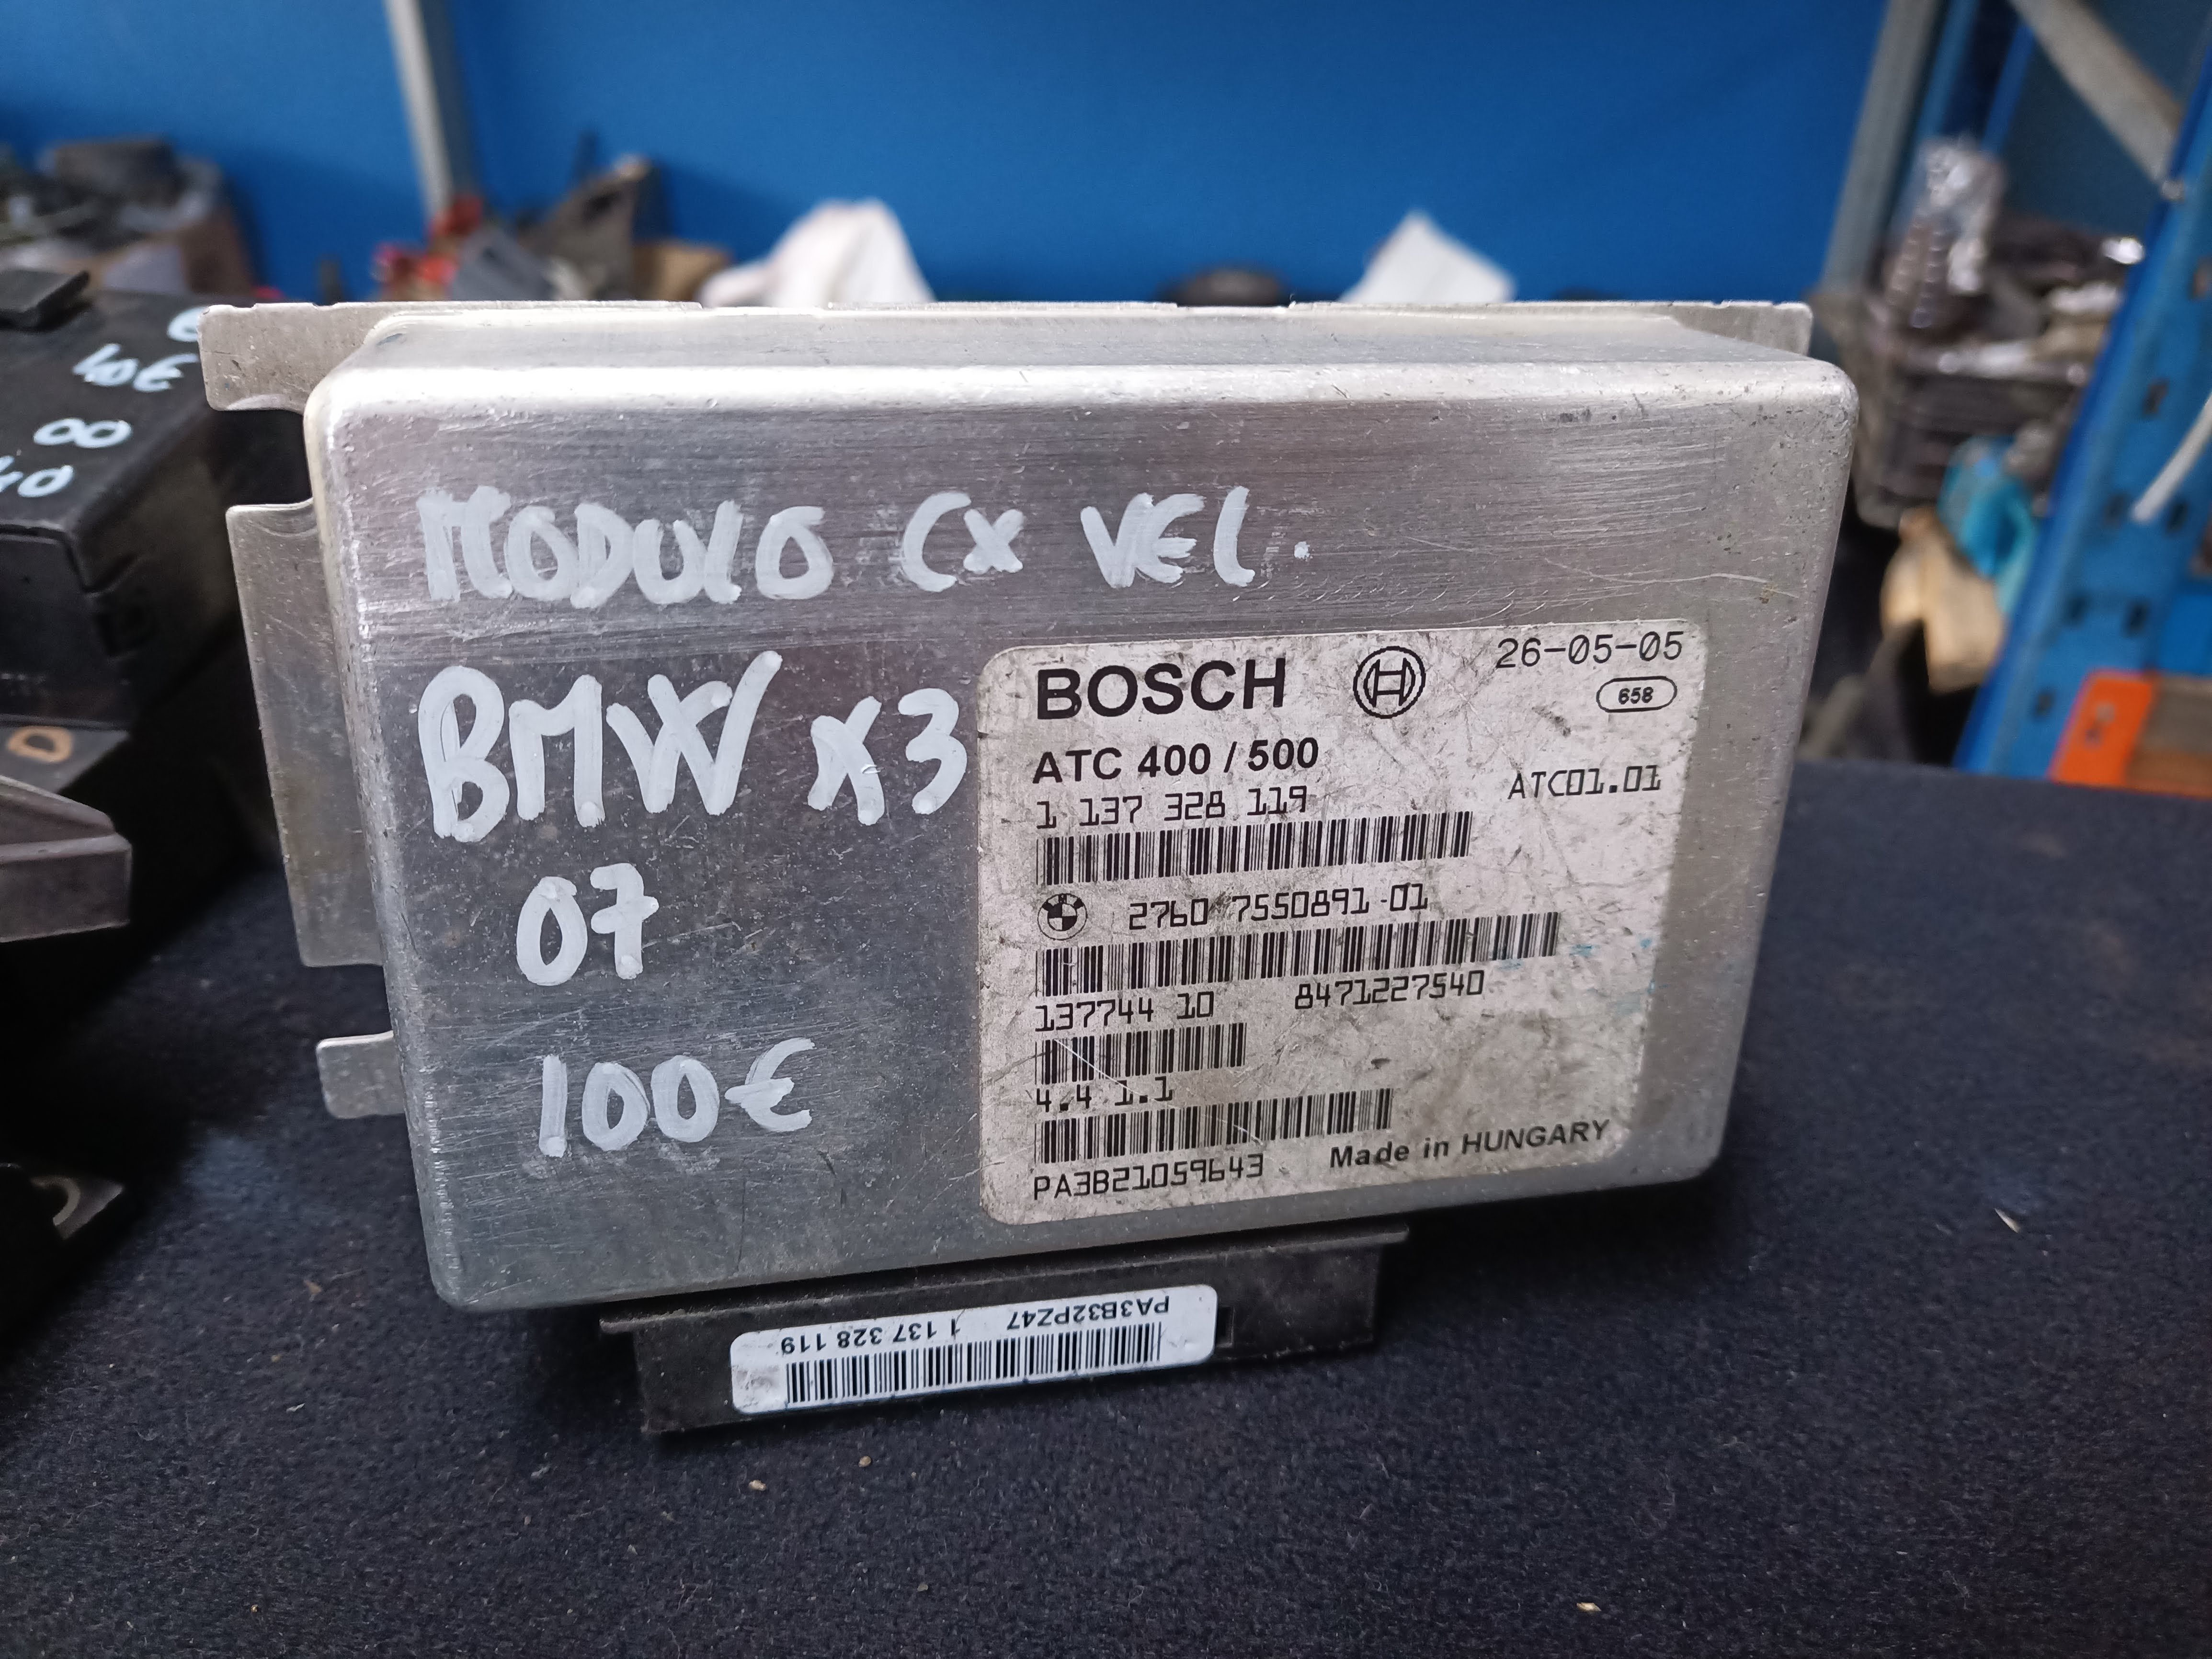 MODULO CX VEL.
BMW X3
07
100€
BOSCH
26-05-05
658
ATC 400 / 500
1 137 328 119
ATC01.01
2760 7550891 01
137744 10 8471227540
4.4 1.1
PA3B21059643 Made in HUNGARY
PA3B32PZ47 1 137 328 119
40€
00